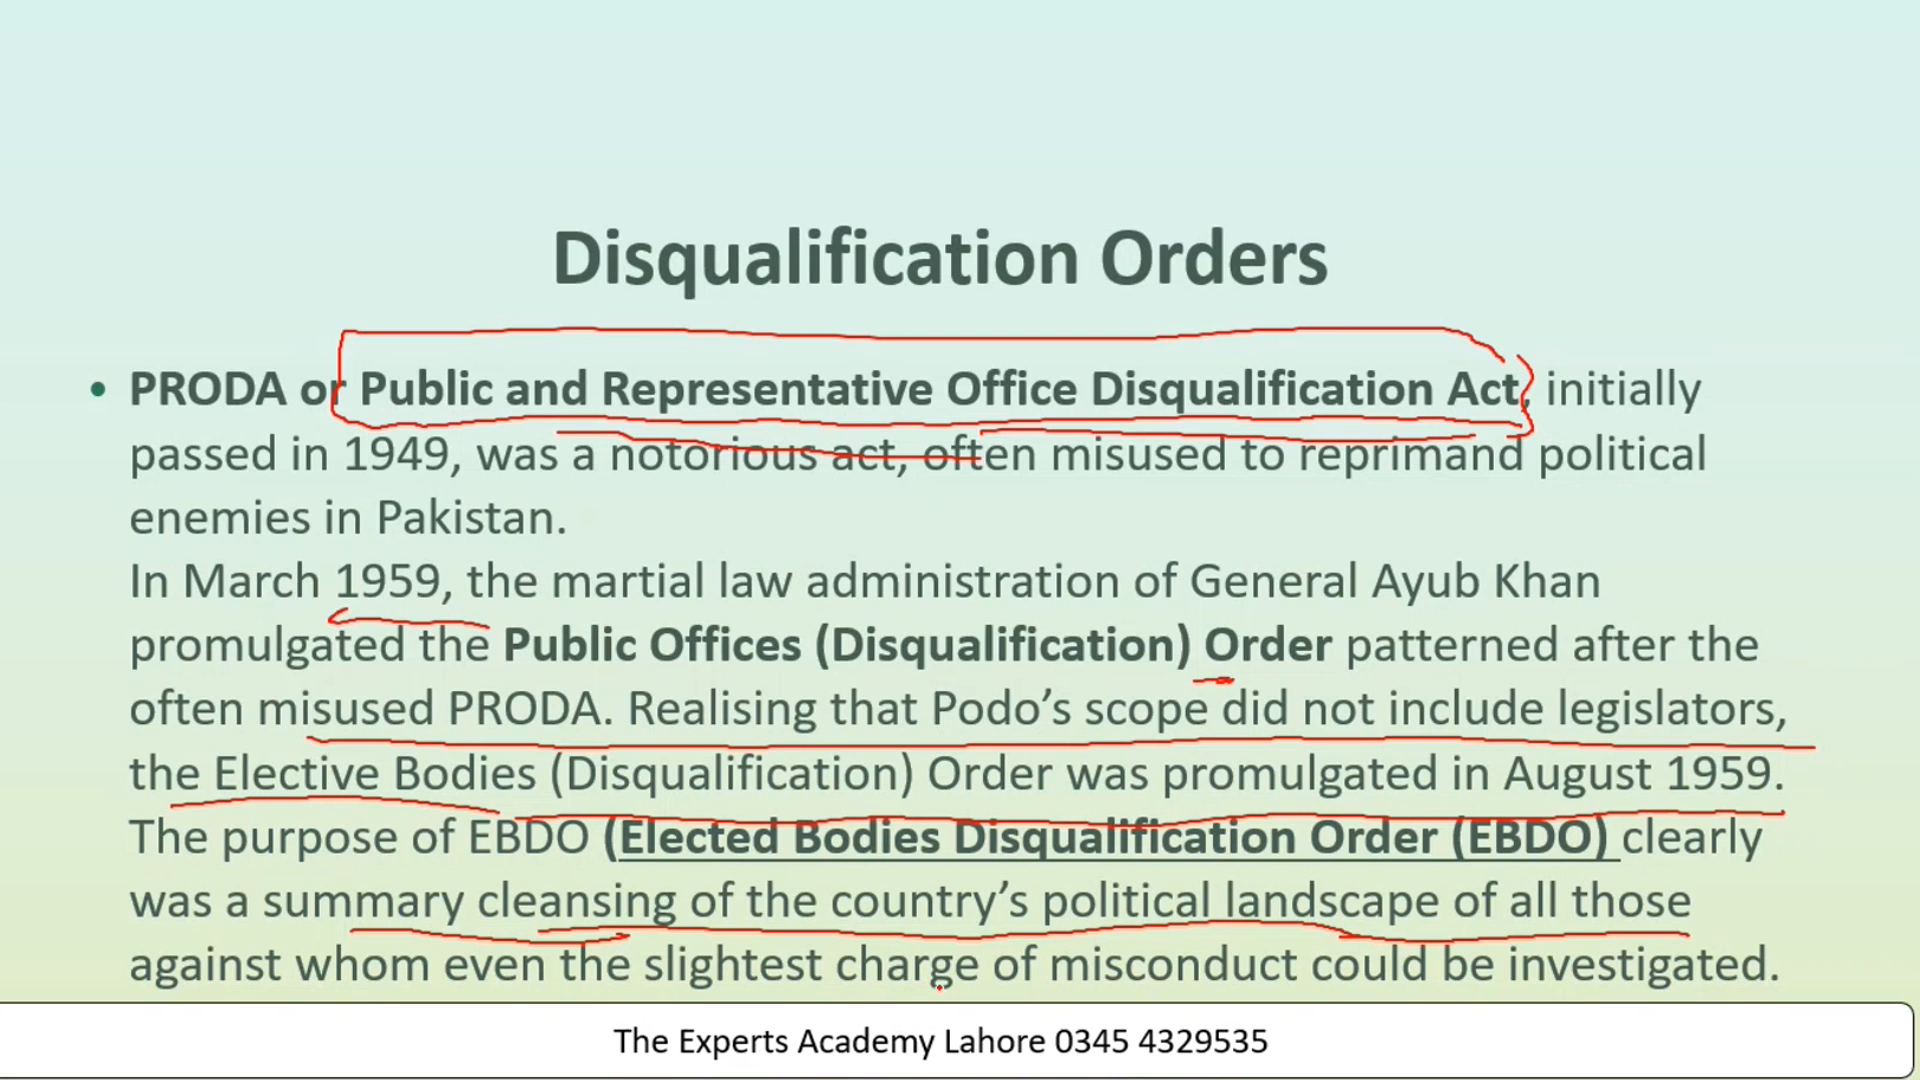 Disqualification Orders
• PRODA or Public and Representative Office Disqualification Act, initially
passed in 1949, was a notorious act, often misused to reprimand political
enemies in Pakistan.
In March 1959, the martial law administration of General Ayub Khan
promulgated the Public Offices (Disqualification) Order patterned after the
often misused PRODA. Realising that Podo’s scope did not include legislators,
the Elective Bodies (Disqualification) Order was promulgated in August 1959.
The purpose of EBDO (Elected Bodies Disqualification Order (EBDO) clearly
was a summary cleansing of the country’s political landscape of all those
against whom even the slightest charge of misconduct could be investigated.
The Experts Academy Lahore 0345 4329535